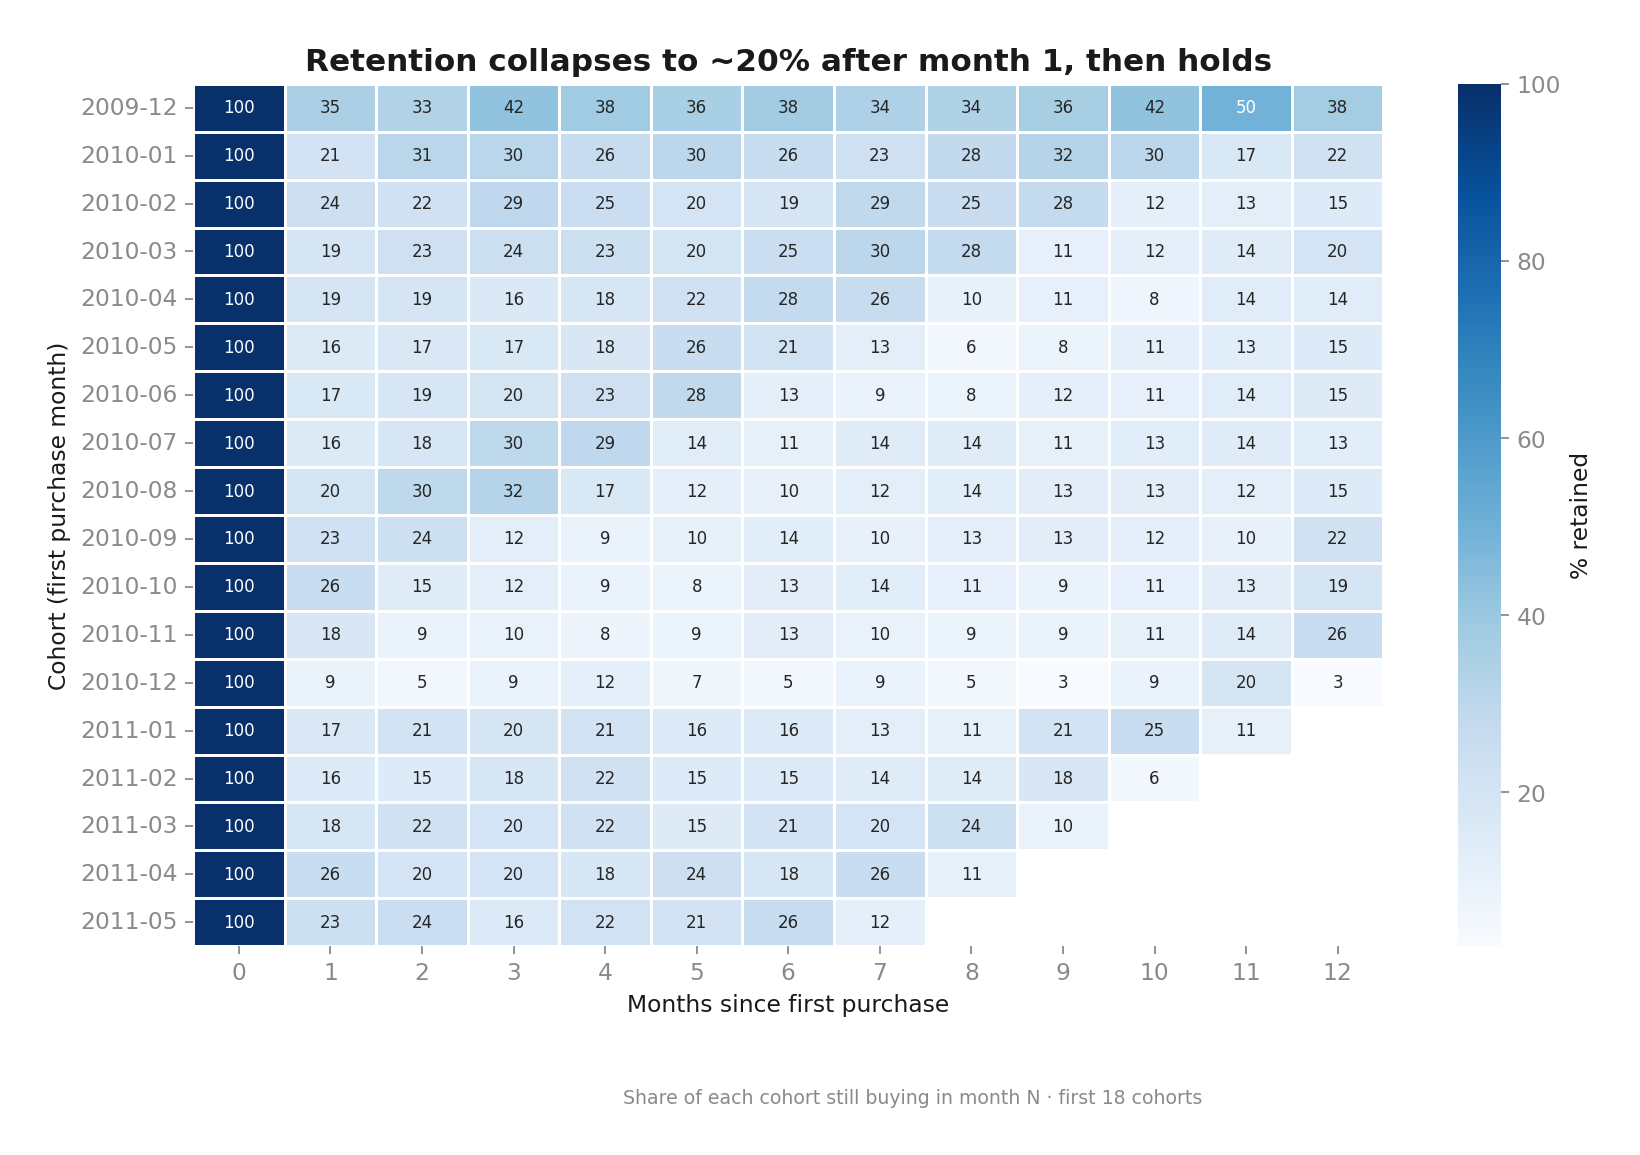 Retention collapses to ~20% after month 1, then holds
2009-12 100 35 33 42 38 36 38 34 34 36 42 50 38
2010-01 100 21 31 30 26 30 26 23 28 32 30 17 22
2010-02 100 24 22 29 25 20 19 29 25 28 12 13 15
2010-03 100 19 23 24 23 20 25 30 28 11 12 14 20
2010-04 100 19 19 16 18 22 28 26 10 11 8 14 14
2010-05 100 16 17 17 18 26 21 13 6 8 11 13 15
2010-06 100 17 19 20 23 28 13 9 8 12 11 14 15
2010-07 100 16 18 30 29 14 11 14 14 11 13 14 13
2010-08 100 20 30 32 17 12 10 12 14 13 13 12 15
2010-09 100 23 24 12 9 10 14 10 13 13 12 10 22
2010-10 100 26 15 12 9 8 13 14 11 9 11 13 19
2010-11 100 18 9 10 8 9 13 10 9 9 11 14 26
2010-12 100 9 5 9 12 7 5 9 5 3 9 20 3
2011-01 100 17 21 20 21 16 16 13 11 21 25 11
2011-02 100 16 15 18 22 15 15 14 14 18 6
2011-03 100 18 22 20 22 15 21 20 24 10
2011-04 100 26 20 20 18 24 18 26 11
2011-05 100 23 24 16 22 21 26 12
0 1 2 3 4 5 6 7 8 9 10 11 12
Months since first purchase
Cohort (first purchase month)
100
80
60
40
20
% retained
Share of each cohort still buying in month N · first 18 cohorts